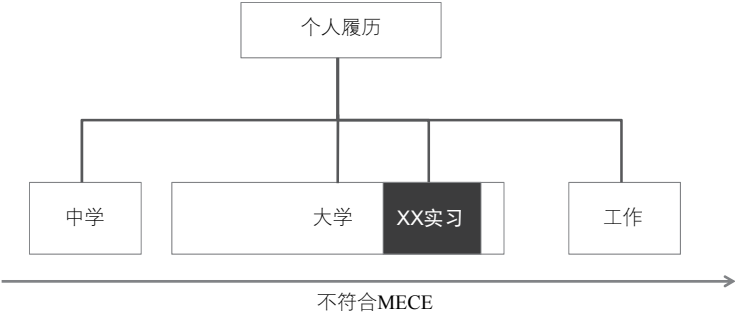 个人履历
中学
大学
XX实习
工作
不符合MECE